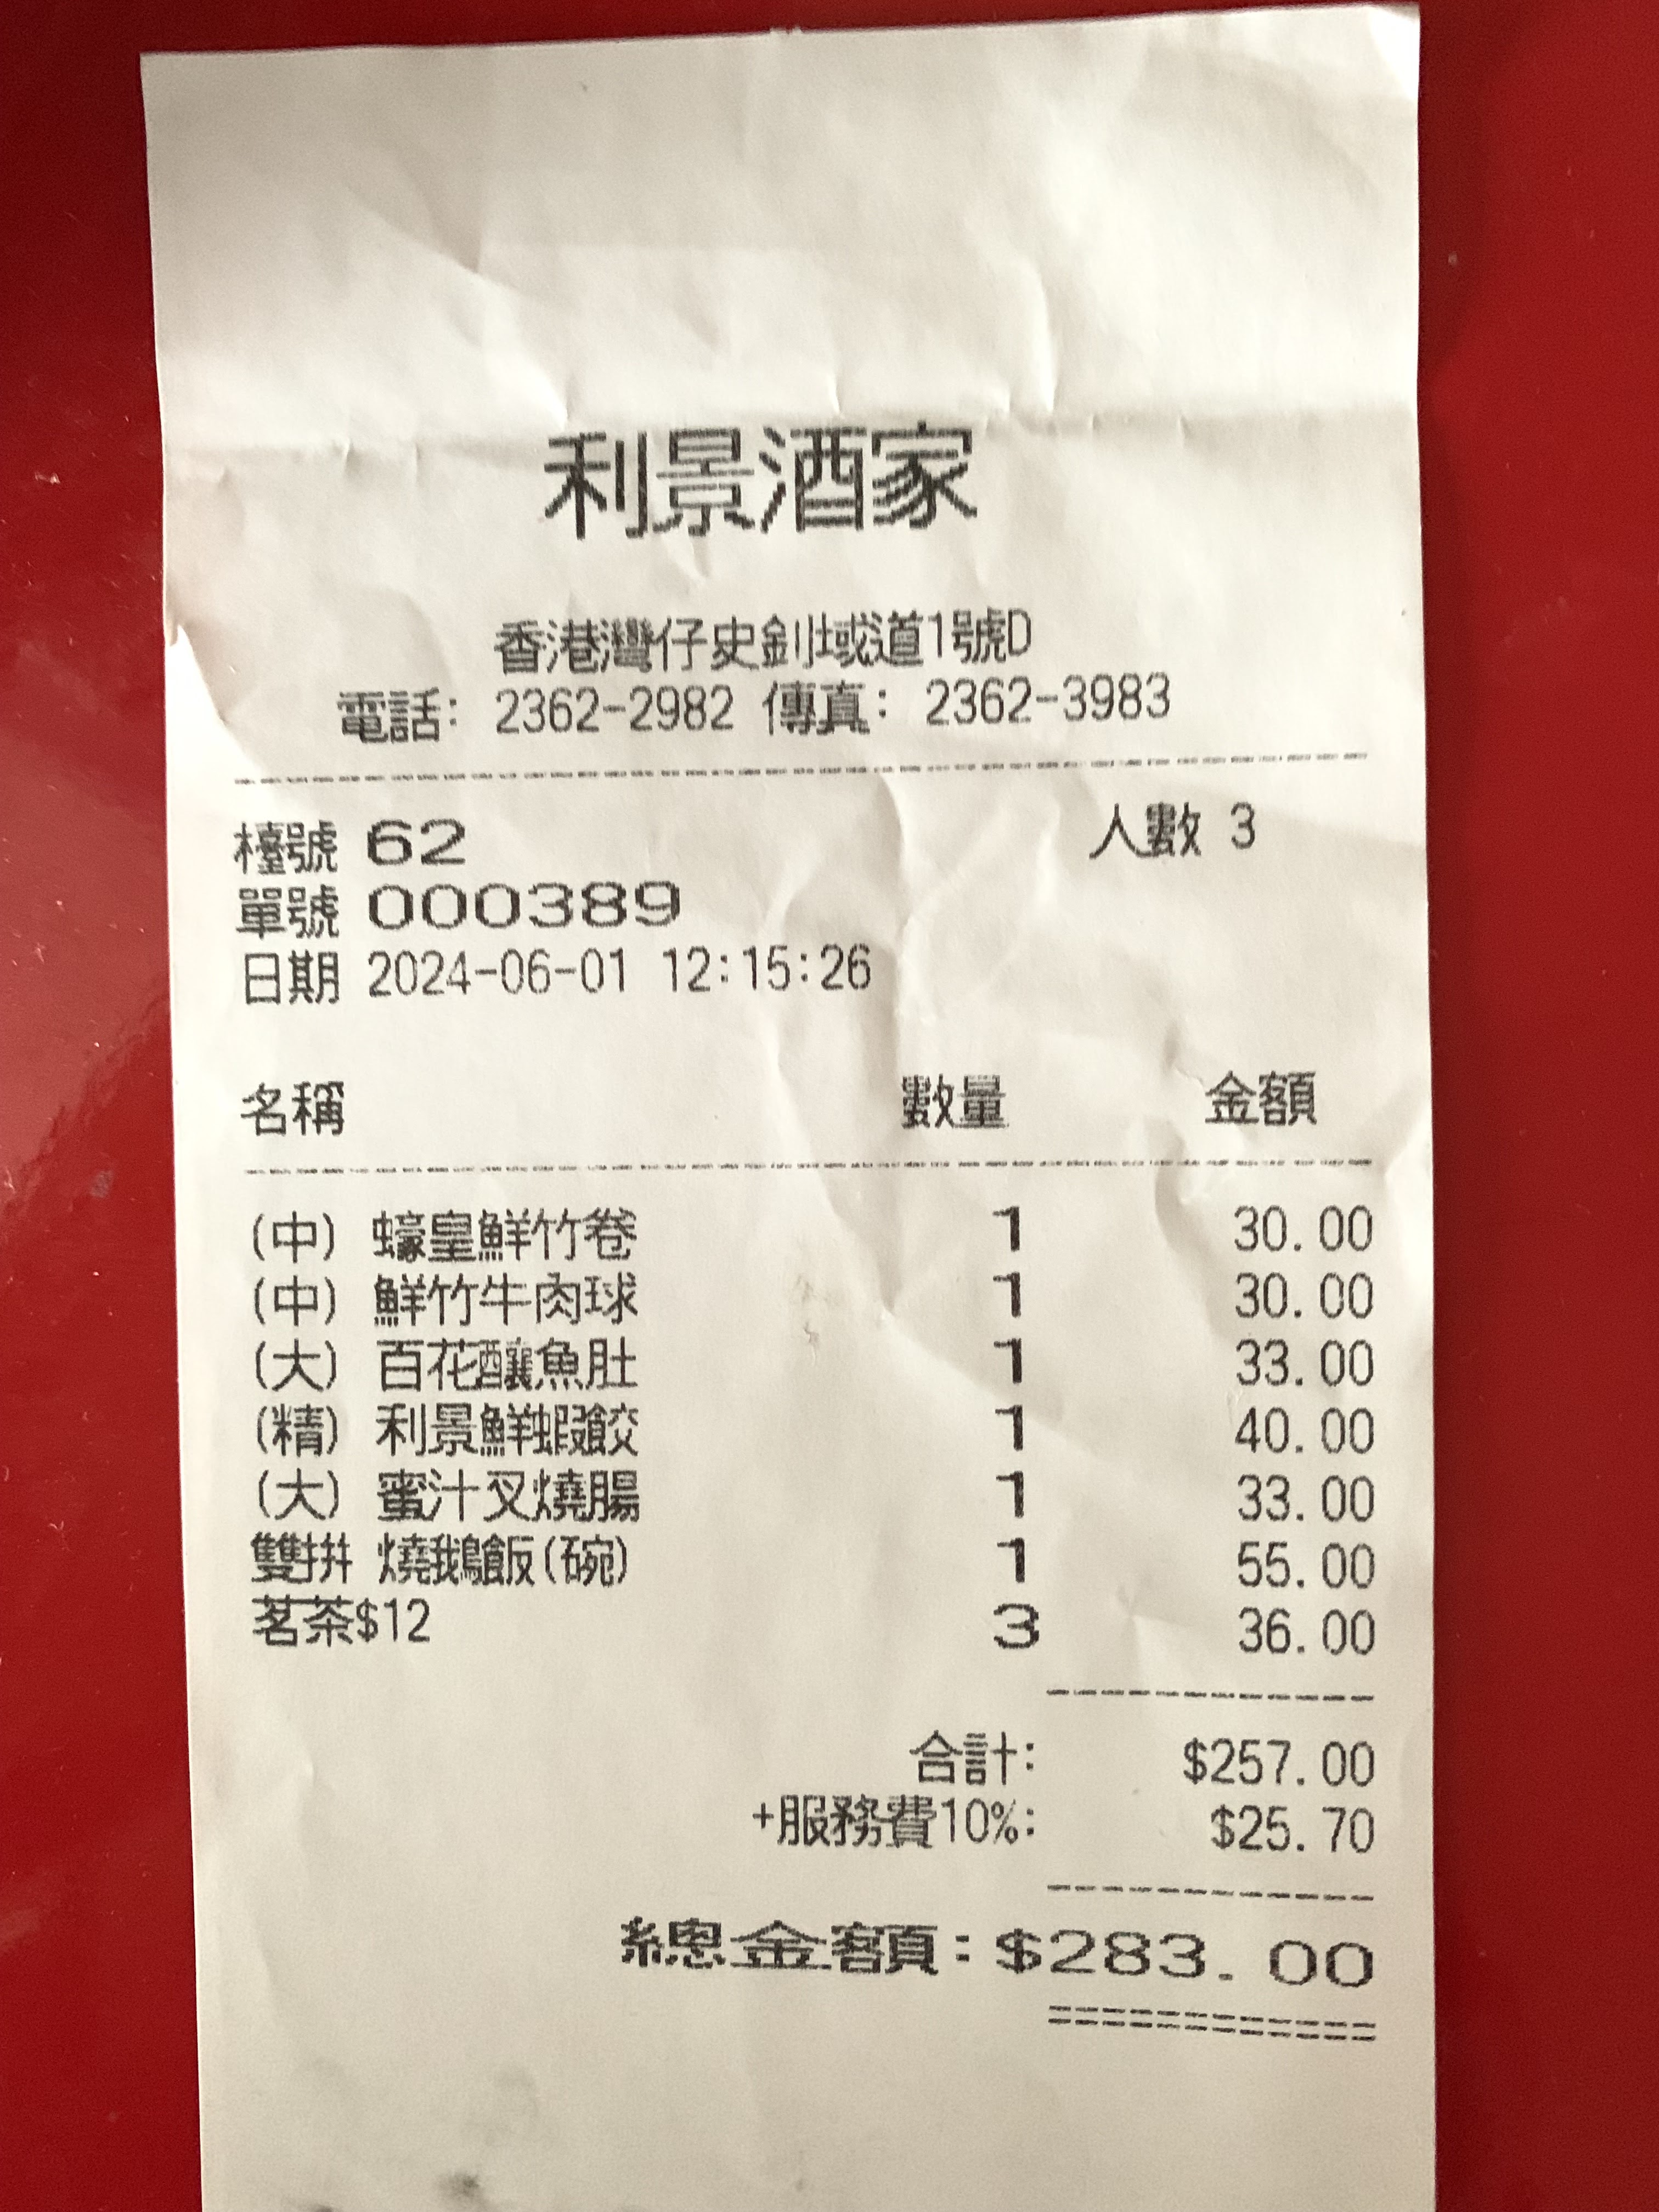 利景酒家
香港灣仔史釗域道1號D
電話: 2362-2982 傳真: 2362-3983
檯號 62 人數 3
單號 000389
日期 2024-06-01 12:15:26
名稱 數量 金額
(中) 蠔皇鮮竹卷 1 30.00
(中) 鮮竹牛肉球 1 30.00
(大) 百花釀魚肚 1 33.00
(精) 利景鮮蝦餃 1 40.00
(大) 蜜汁叉燒腸 1 33.00
雙拼 燒鵝飯(碗) 1 55.00
茗茶$12 3 36.00
合計: $257.00
+服務費10%: $25.70
總金額: $283.00